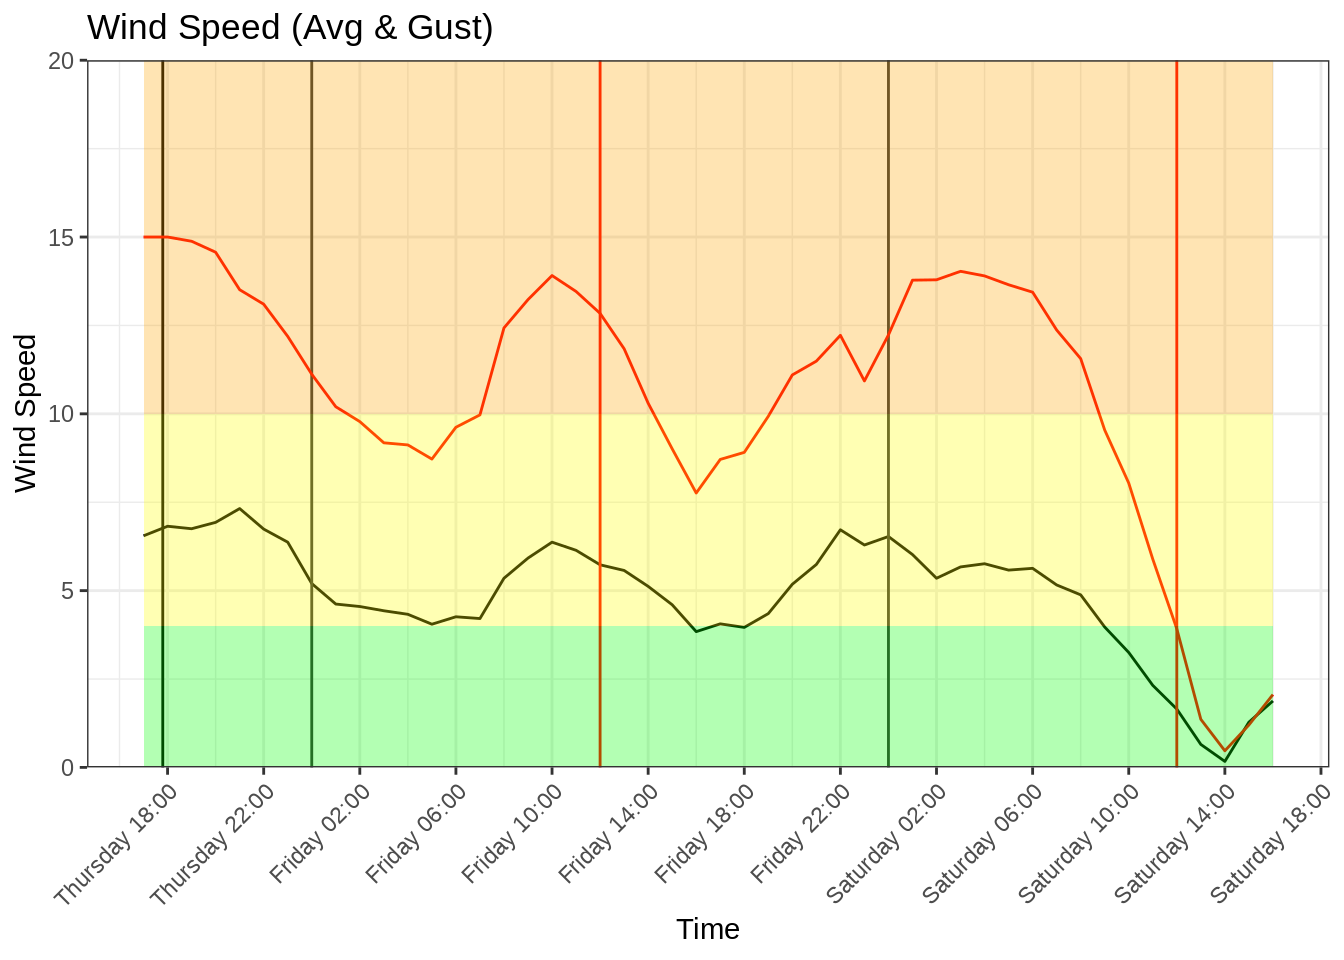 Wind Speed (Avg & Gust)
20
15
10
5
0
Wind Speed
Thursday 18:00
Thursday 22:00
Friday 02:00
Friday 06:00
Friday 10:00
Friday 14:00
Friday 18:00
Friday 22:00
Saturday 02:00
Saturday 06:00
Saturday 10:00
Saturday 14:00
Saturday 18:00
Time